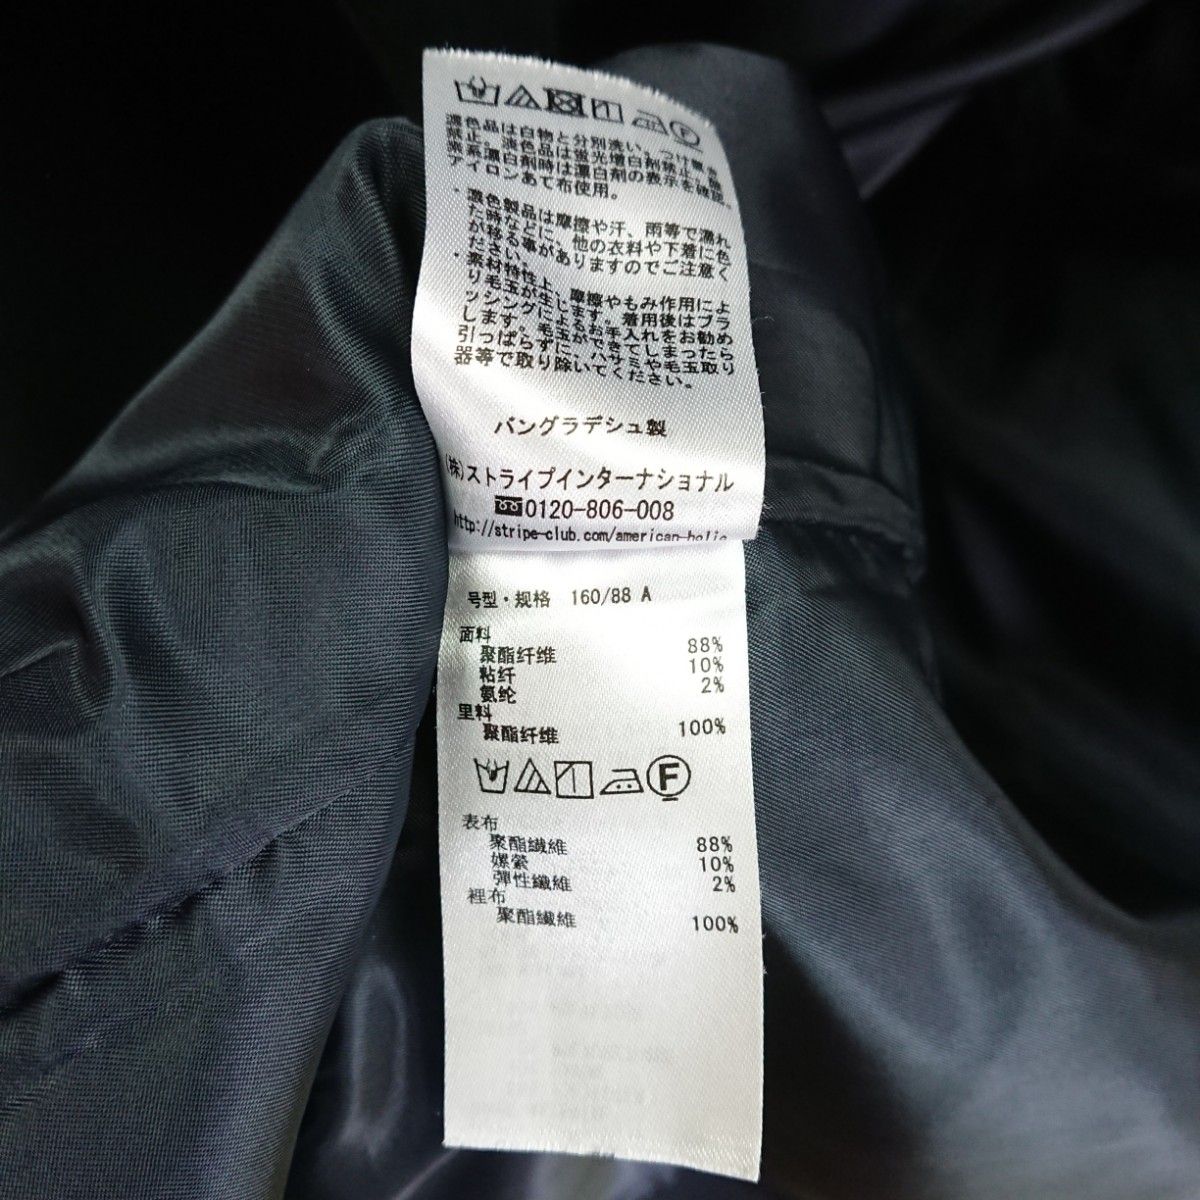 濃色品は白物と分別洗い。つけ置き
禁止。淡色品は蛍光増白剤禁止。酸
素系漂白剤時は漂白剤の表示を確認。
アイロンあて布使用。
・濃色製品は摩擦や汗、雨等で濡れ
た時などに、他の衣料や下着に色
が移る事がありますのでご注意く
ださい。
・素材特性上、摩擦やもみ作用によ
り毛玉が生じます。着用後はブラ
ッシングによるお手入れをお勧め
します。毛玉ができてしまったら
引っぱらずに、ハサミや毛玉取り
器等で取り除いてください。
バングラデシュ製
(株)ストライプインターナショナル
0120-806-008
http://stripe-club.com/american-holic
号型・规格 160/88 A
面料
聚酯纤维 88%
粘纤 10%
氨纶 2%
里料
聚酯纤维 100%
F
表布
聚酯纖維 88%
嫘縈 10%
彈性纖維 2%
裡布
聚酯纖維 100%